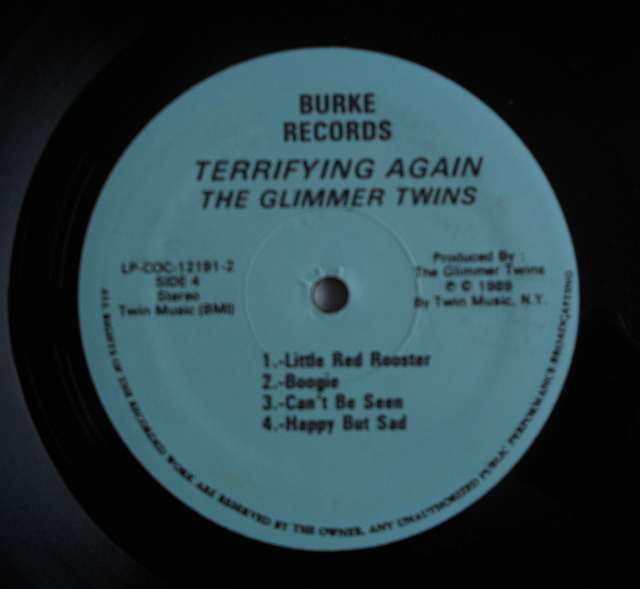 BURKE
RECORDS
TERRIFYING AGAIN
THE GLIMMER TWINS
LP-COC-12191-2
SIDE 4
Stereo
Twin Music (BMI)
Produced By :
The Glimmer Twins
℗ © 1989
By Twin Music, N.Y.
1.-Little Red Rooster
2.-Boogie
3.-Can't Be Seen
4.-Happy But Sad
ALL RIGHTS OF THE RECORDED WORK ARE RESERVED BY THE OWNER, ANY UNAUTHORIZED PUBLIC PERFORMANCE BROADCASTING